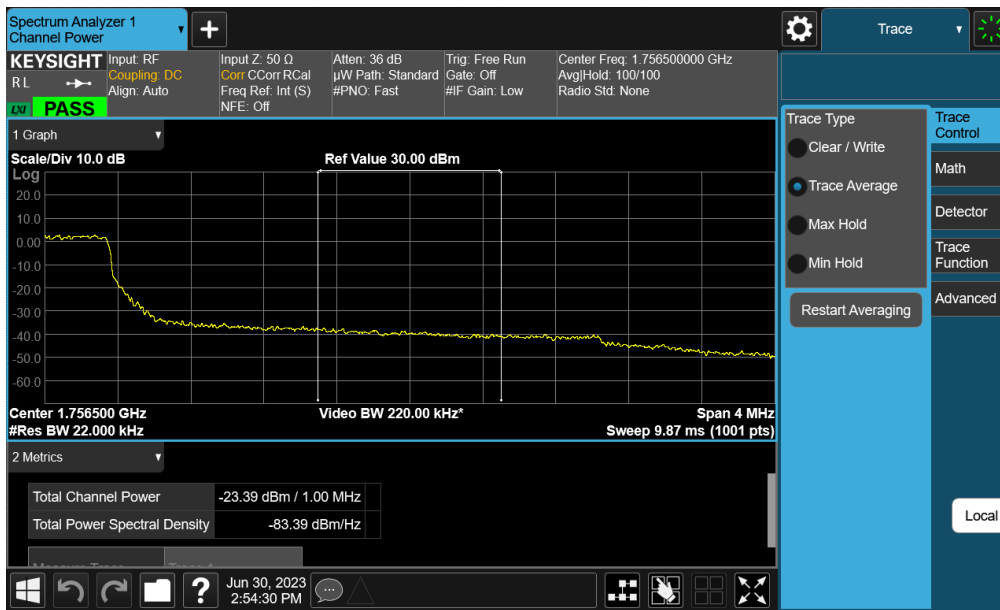 Spectrum Analyzer 1
Channel Power
+
Trace
KEYSIGHT
R L
LXI
PASS
Input: RF
Coupling: DC
Align: Auto
Input Z: 50 Ω
Corr CCorr RCal
Freq Ref: Int (S)
NFE: Off
Atten: 36 dB
µW Path: Standard
#PNO: Fast
Trig: Free Run
Gate: Off
#IF Gain: Low
Center Freq: 1.756500000 GHz
Avg|Hold: 100/100
Radio Std: None
1 Graph
Scale/Div 10.0 dB
Ref Value 30.00 dBm
Log
20.0
10.0
0.00
-10.0
-20.0
-30.0
-40.0
-50.0
-60.0
Center 1.756500 GHz
#Res BW 22.000 kHz
Video BW 220.00 kHz*
Span 4 MHz
Sweep 9.87 ms (1001 pts)
2 Metrics
Total Channel Power -23.39 dBm / 1.00 MHz
Total Power Spectral Density -83.39 dBm/Hz
Measure Trace Trace 1
?
Jun 30, 2023
2:54:30 PM
Trace Type
Clear / Write
Trace Average
Max Hold
Min Hold
Restart Averaging
Trace
Control
Math
Detector
Trace
Function
Advanced
Local